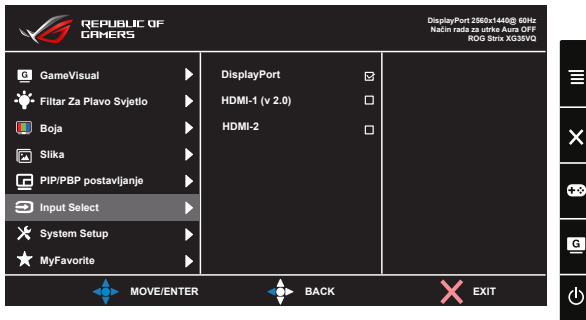 REPUBLIC OF
GAMERS
DisplayPort 2560x1440@ 60Hz
Način rada za utrke Aura OFF
ROG Strix XG35VQ
G GameVisual
Filtar Za Plavo Svjetlo
Boja
Slika
PIP/PBP postavljanje
Input Select
System Setup
MyFavorite
DisplayPort
HDMI-1 (v 2.0)
HDMI-2
MOVE/ENTER
BACK
EXIT
G